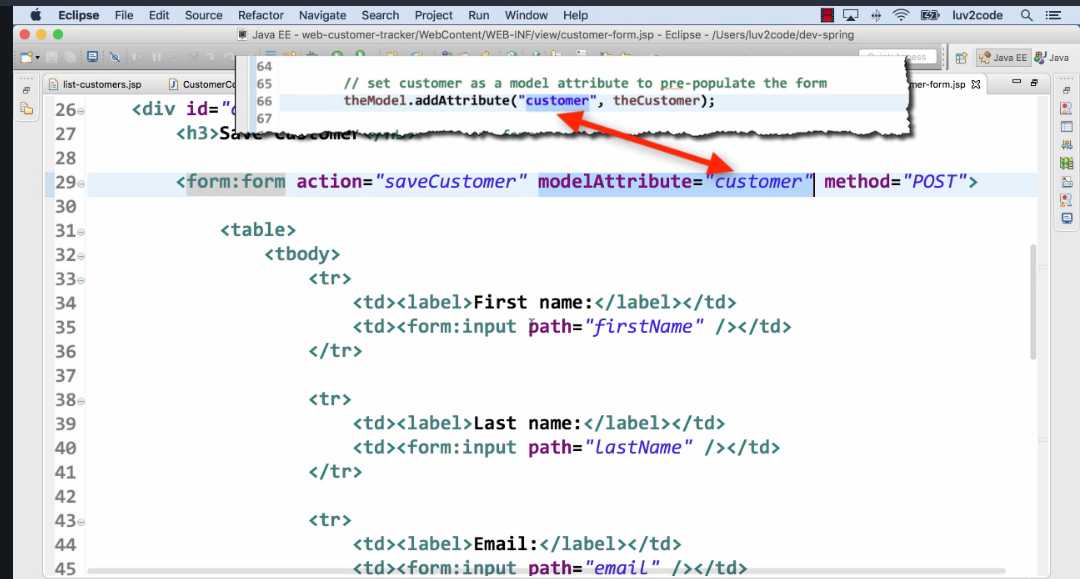 Eclipse File Edit Source Refactor Navigate Search Project Run Window Help luv2code
Java EE - web-customer-tracker/WebContent/WEB-INF/view/customer-form.jsp - Eclipse - /Users/luv2code/dev-spring
Quick Access Java EE Java
list-customers.jsp CustomerCo mer-form.jsp
64
65 // set customer as a model attribute to pre-populate the form
66 theModel.addAttribute("customer", theCustomer);
67
26 <div id="c
27 <h3>Save Customer</h3>
28
29 <form:form action="saveCustomer" modelAttribute="customer" method="POST">
30
31 <table>
32 <tbody>
33 <tr>
34 <td><label>First name:</label></td>
35 <td><form:input path="firstName" /></td>
36 </tr>
37
38 <tr>
39 <td><label>Last name:</label></td>
40 <td><form:input path="lastName" /></td>
41 </tr>
42
43 <tr>
44 <td><label>Email:</label></td>
45 <td><form:input path="email" /></td>